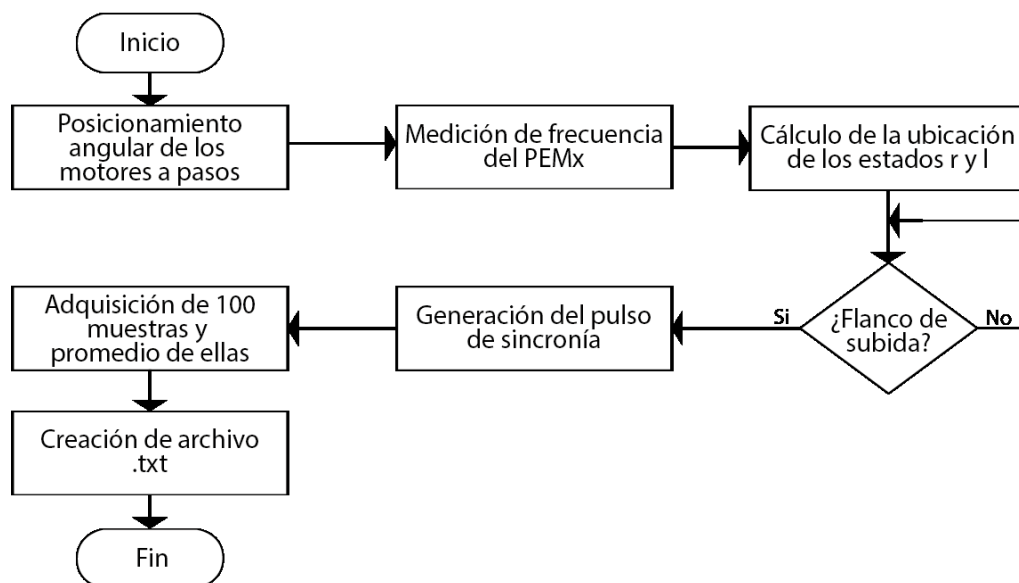 Inicio
Posicionamiento
angular de los
motores a pasos
Medición de frecuencia
del PEMx
Cálculo de la ubicación
de los estados r y l
¿Flanco de
subida?
No
Si
Generación del pulso
de sincronía
Adquisición de 100
muestras y
promedio de ellas
Creación de archivo
.txt
Fin